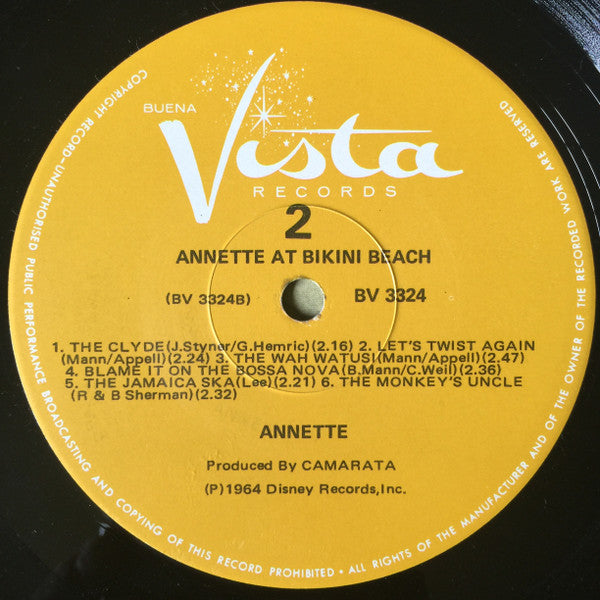 BUENA
Vista
RECORDS
2
ANNETTE AT BIKINI BEACH
(BV 3324B) BV 3324
1. THE CLYDE(J.Styner/G.Hemric)(2.16) 2. LET'S TWIST AGAIN
(Mann/Appell)(2.24) 3. THE WAH WATUSI(Mann/Appell)(2.47)
4. BLAME IT ON THE BOSSA NOVA(B.Mann/C.Weil)(2.36)
5. THE JAMAICA SKA(Lee)(2.21) 6. THE MONKEY'S UNCLE
(R & B Sherman)(2.32)
ANNETTE
Produced By CAMARATA
(P)1964 Disney Records,Inc.
COPYRIGHT RECORD–UNAUTHORISED PUBLIC PERFORMANCE BROADCASTING AND COPYING OF THIS RECORD PROHIBITED • ALL RIGHTS OF THE MANUFACTURER AND OF THE OWNER OF THE RECORDED WORK ARE RESERVED